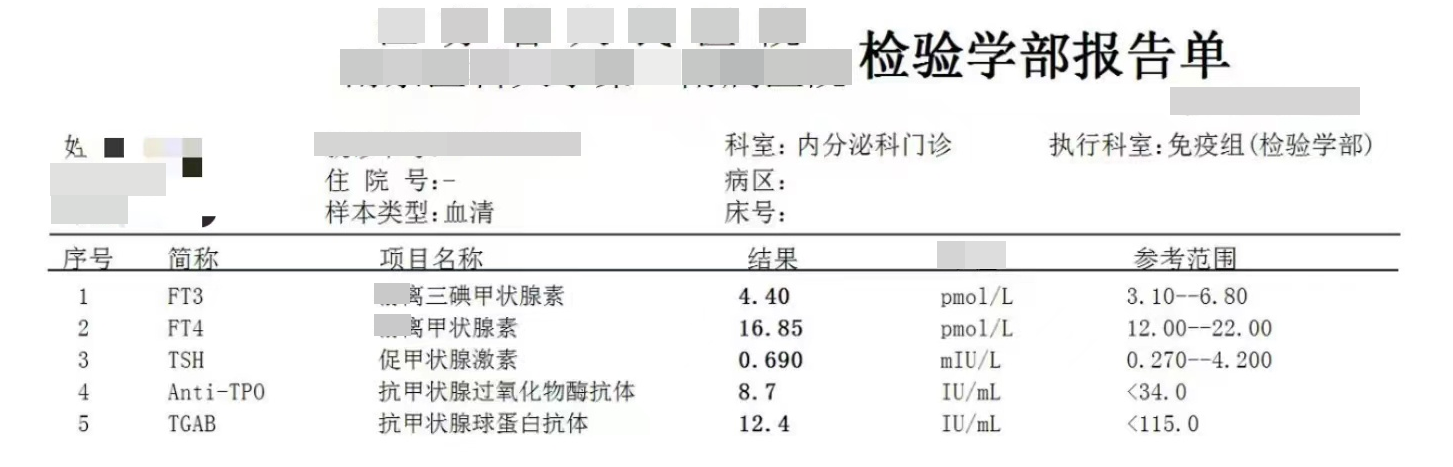 检验学部报告单
科室：内分泌科门诊 执行科室：免疫组(检验学部)
住 院 号：- 病区：
样本类型：血清 床号：
序号 简称 项目名称 结果 参考范围
1 FT3 离三碘甲状腺素 4.40 pmol/L 3.10--6.80
2 FT4 离甲状腺素 16.85 pmol/L 12.00--22.00
3 TSH 促甲状腺激素 0.690 mIU/L 0.270--4.200
4 Anti-TPO 抗甲状腺过氧化物酶抗体 8.7 IU/mL <34.0
5 TGAB 抗甲状腺球蛋白抗体 12.4 IU/mL <115.0